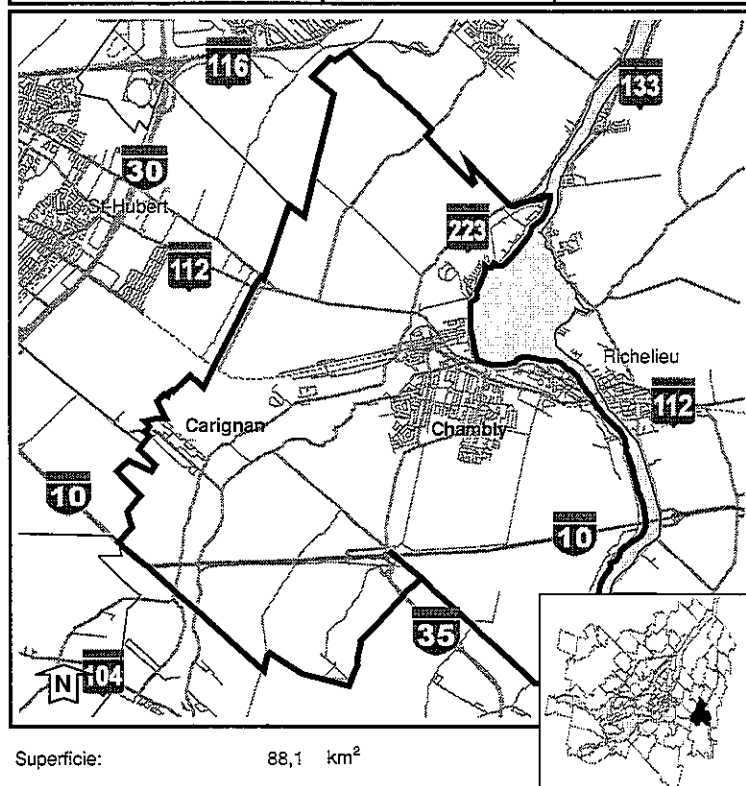 116
133
30
St-Hubert
223
112
Richelieu
112
Carignan
Chambly
10
10
35
104
N
Superficie: 88,1 km²